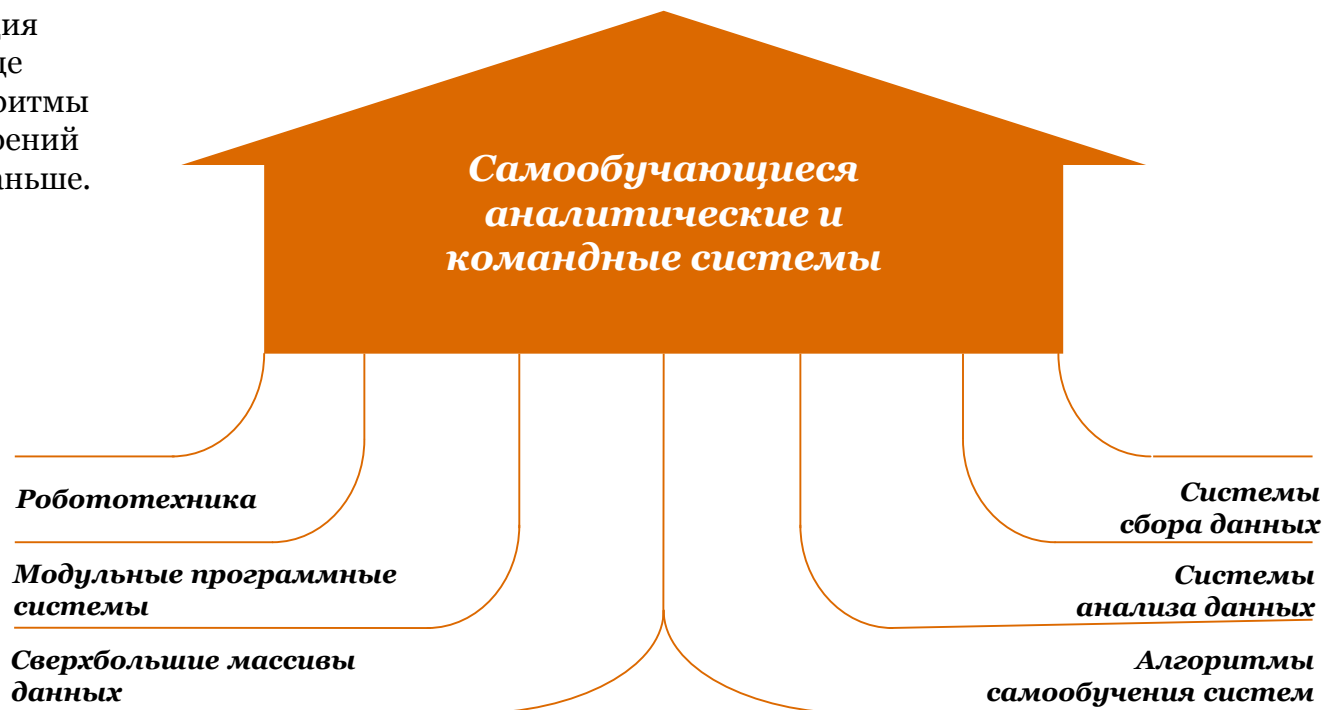 Самообучающиеся
аналитические и
командные системы
Робототехника
Модульные программные
системы
Сверхбольшие массивы
данных
Системы
сбора данных
Системы
анализа данных
Алгоритмы
самообучения систем